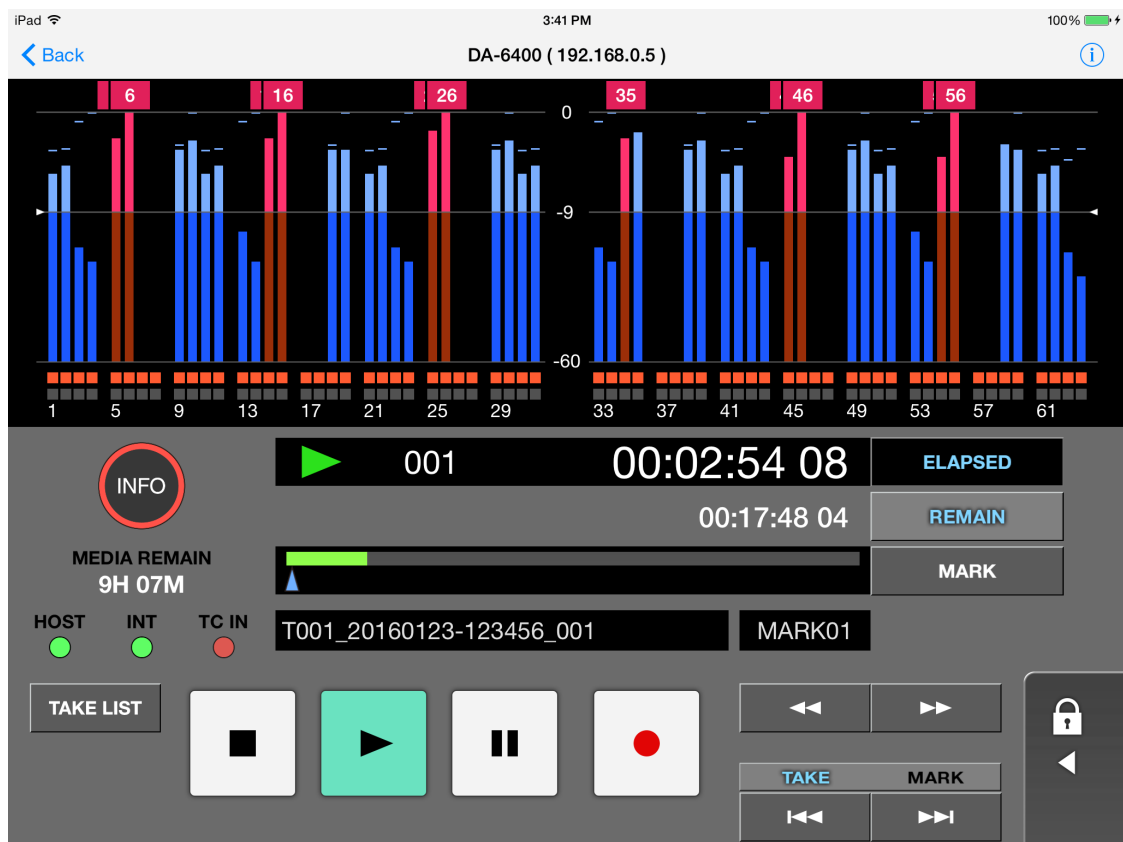 iPad 3:41 PM 100%
Back DA-6400 ( 192.168.0.5 )
6 16 26 35 46 56
0
-9
-60
1 5 9 13 17 21 25 29 33 37 41 45 49 53 57 61
INFO
001 00:02:54 08 ELAPSED
00:17:48 04 REMAIN
MEDIA REMAIN
9H 07M
MARK
HOST INT TC IN
T001_20160123-123456_001 MARK01
TAKE LIST
TAKE MARK